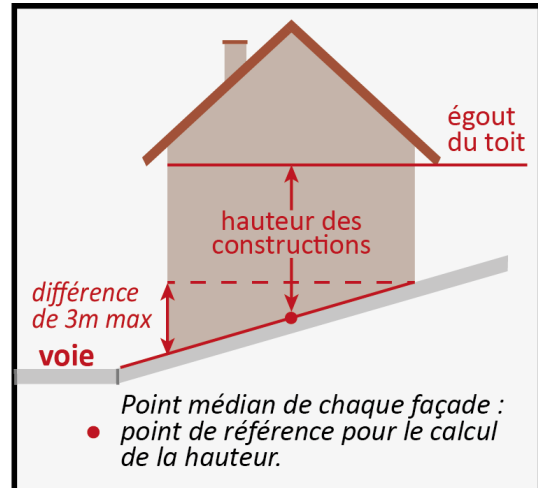 égout
du toit
hauteur des
constructions
différence
de 3m max
voie
Point médian de chaque façade :
point de référence pour le calcul
de la hauteur.